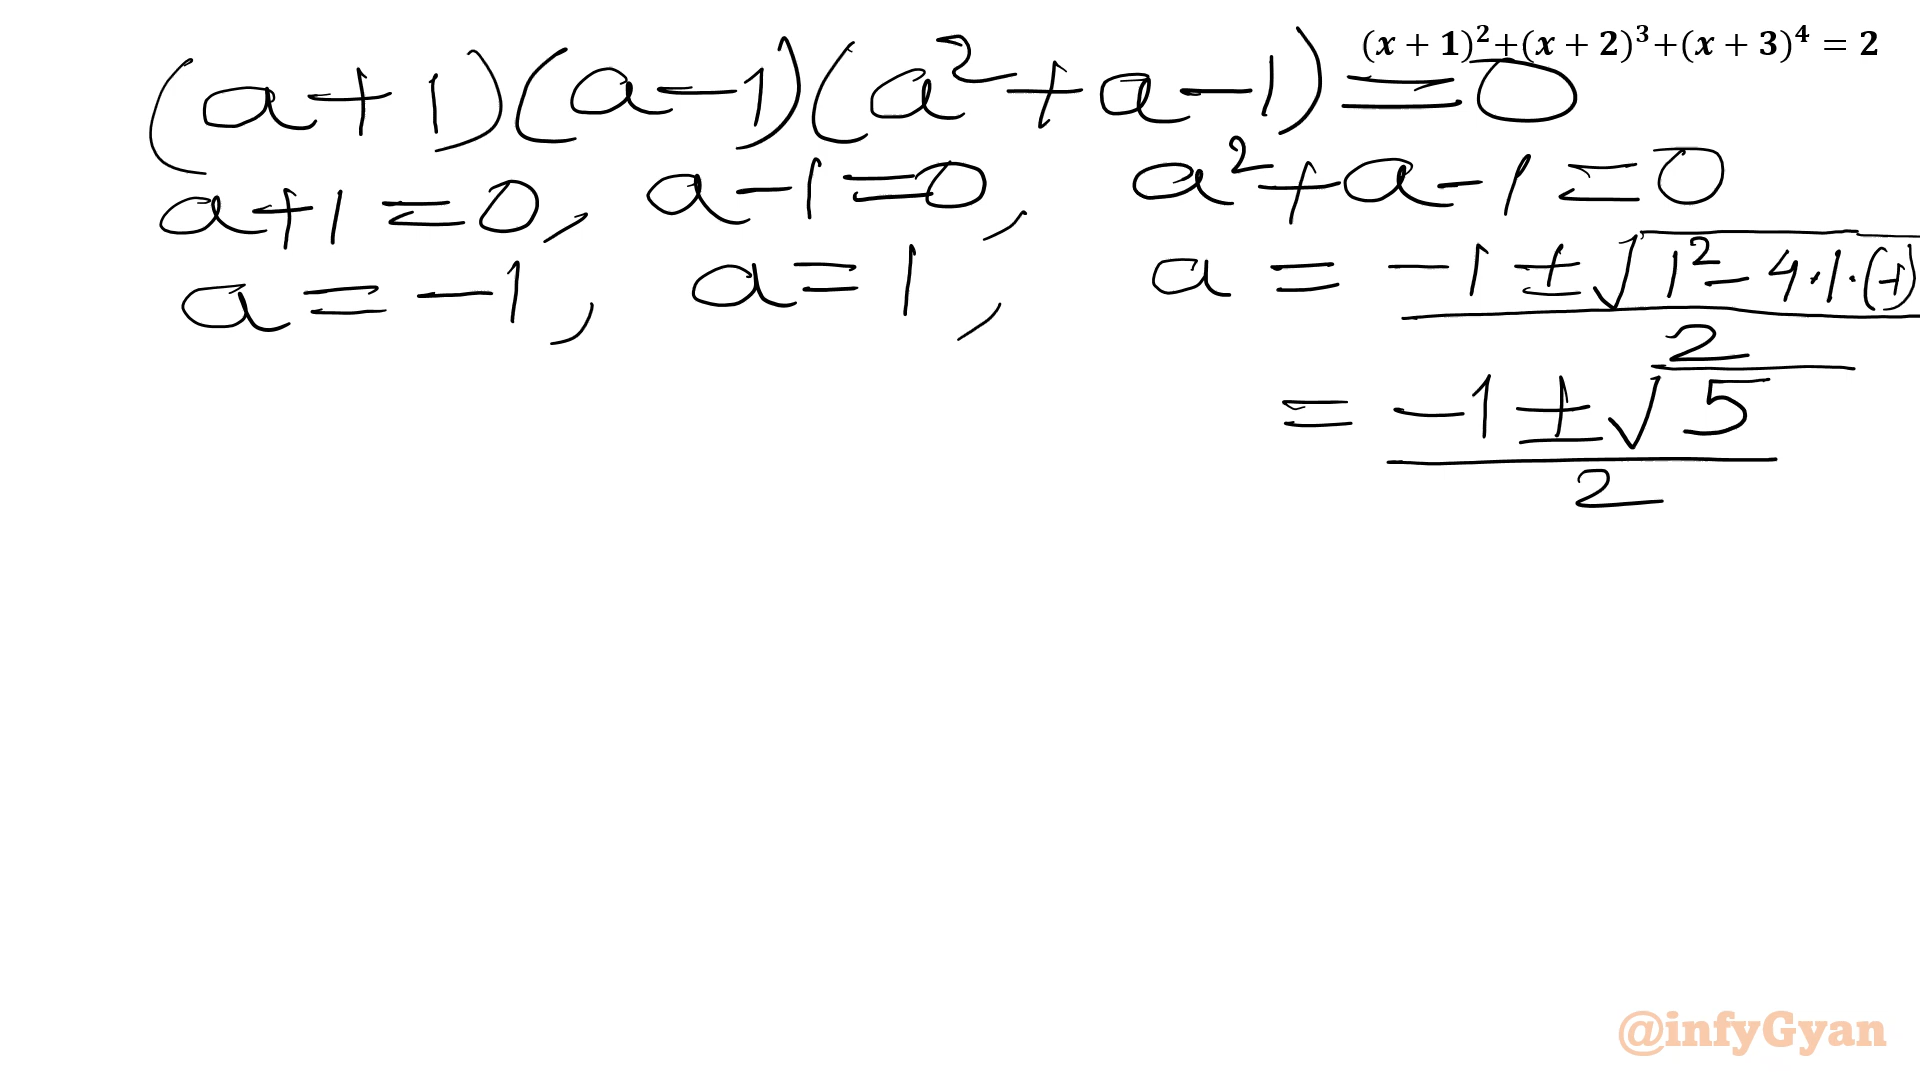 (x + 1)²+(x + 2)³+(x + 3)⁴ = 2
(a+1)(a-1)(a²+a-1)=0
a+1=0, a-1=0, a²+a-1=0
a=-1, a=1, a = (-1±√(1²-4·1·(-1)))/2
= (-1±√5)/2
@infyGyan